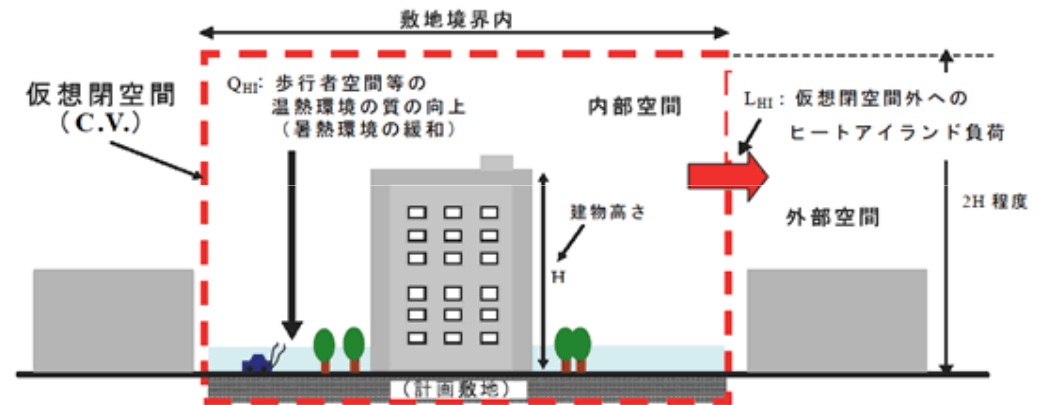 敷地境界内
仮想閉空間
(C.V.)
QHI: 歩行者空間等の
温熱環境の質の向上
(暑熱環境の緩和)
内部空間
LHI: 仮想閉空間外への
ヒートアイランド負荷
建物高さ
H
外部空間
2H 程度
(計画敷地)